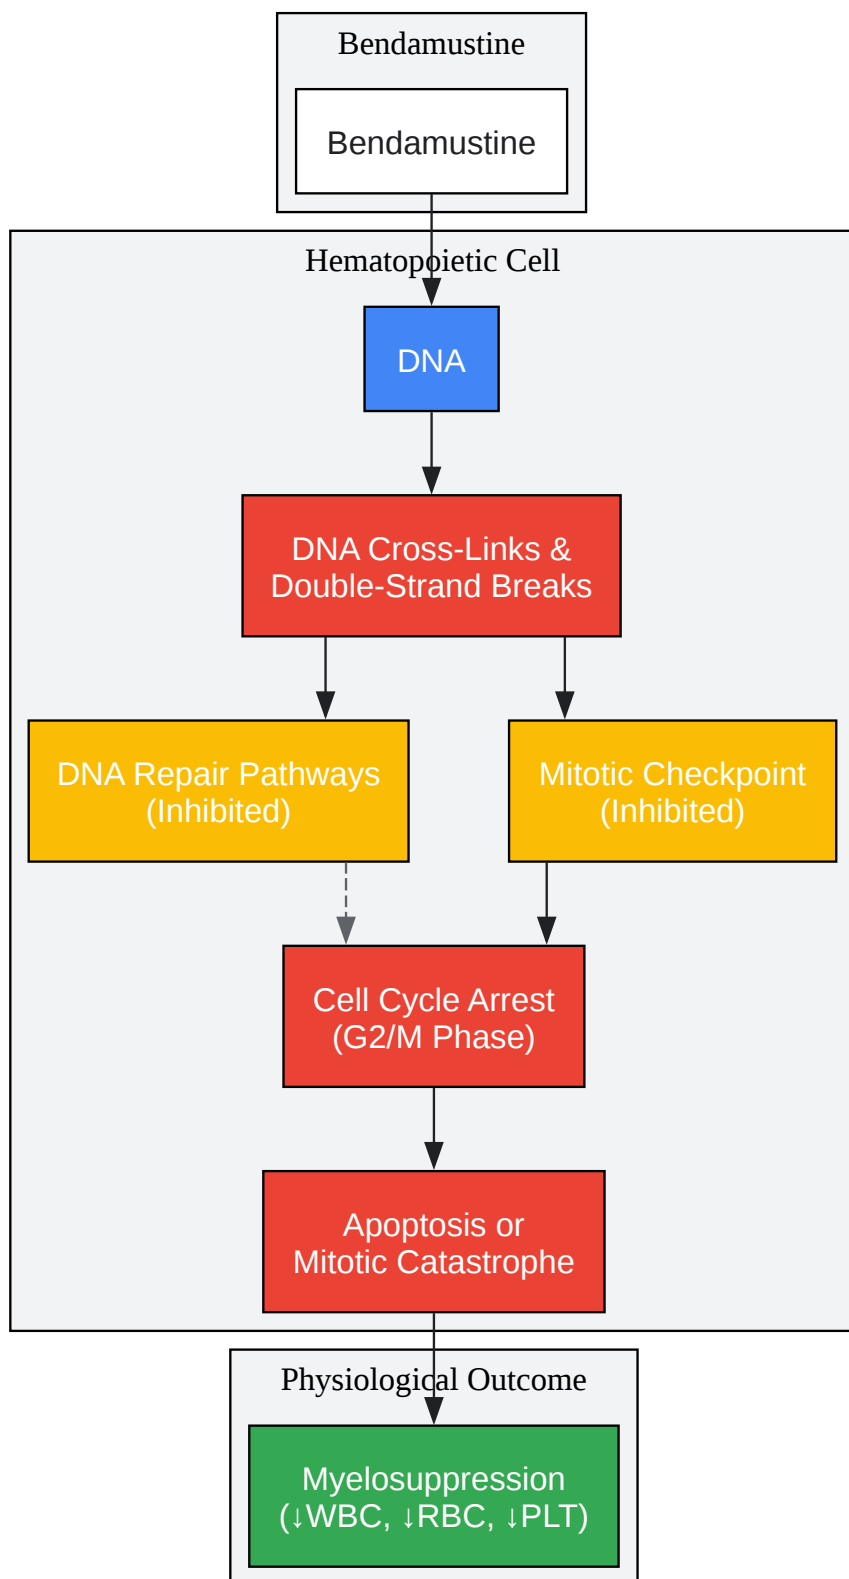 Bendamustine
Bendamustine
Hematopoietic Cell
DNA
DNA Cross-Links &
Double-Strand Breaks
DNA Repair Pathways
(Inhibited)
Mitotic Checkpoint
(Inhibited)
Cell Cycle Arrest
(G2/M Phase)
Apoptosis or
Mitotic Catastrophe
Physiological Outcome
Myelosuppression
(↓WBC, ↓RBC, ↓PLT)